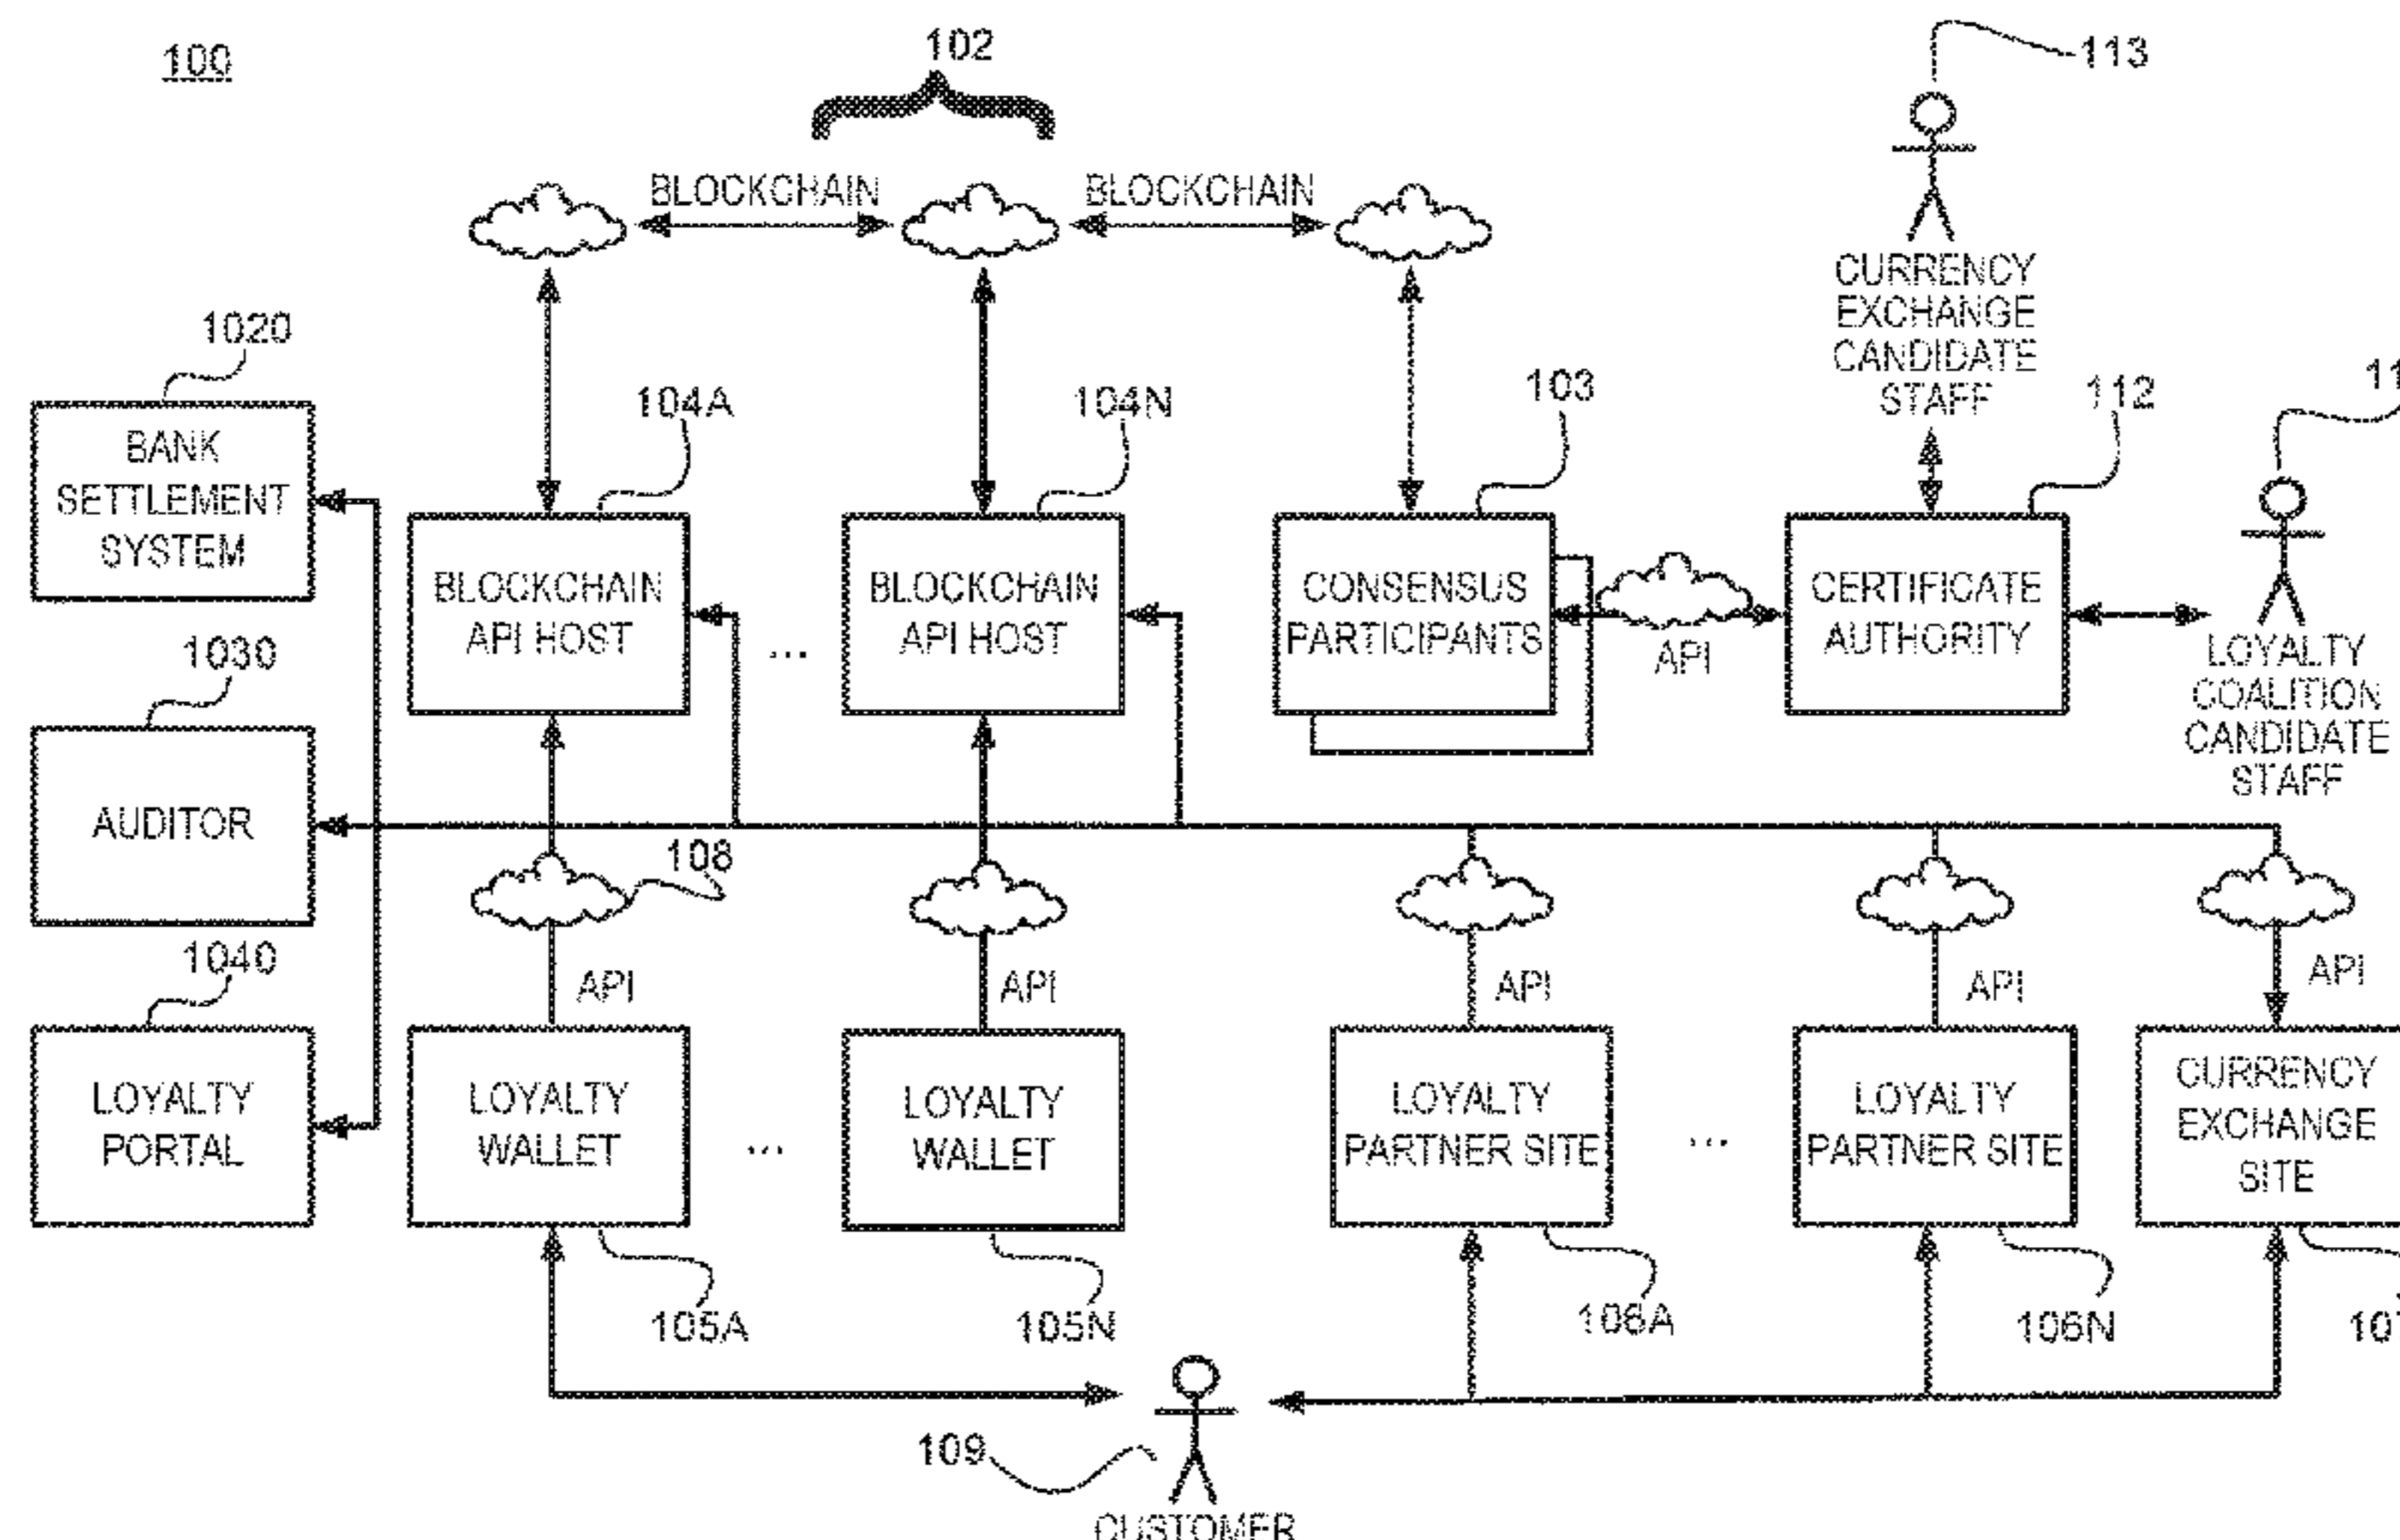 100
102
113
BLOCKCHAIN
BLOCKCHAIN
CURRENCY
EXCHANGE
CANDIDATE
STAFF
1020
104A
104N
103
112
BANK
SETTLEMENT
SYSTEM
BLOCKCHAIN
API HOST
...
BLOCKCHAIN
API HOST
CONSENSUS
PARTICIPANTS
API
CERTIFICATE
AUTHORITY
LOYALTY
COALITION
CANDIDATE
STAFF
1030
AUDITOR
108
1040
API
API
API
API
API
LOYALTY
PORTAL
LOYALTY
WALLET
...
LOYALTY
WALLET
LOYALTY
PARTNER SITE
...
LOYALTY
PARTNER SITE
CURRENCY
EXCHANGE
SITE
105A
105N
106A
106N
109
CUSTOMER